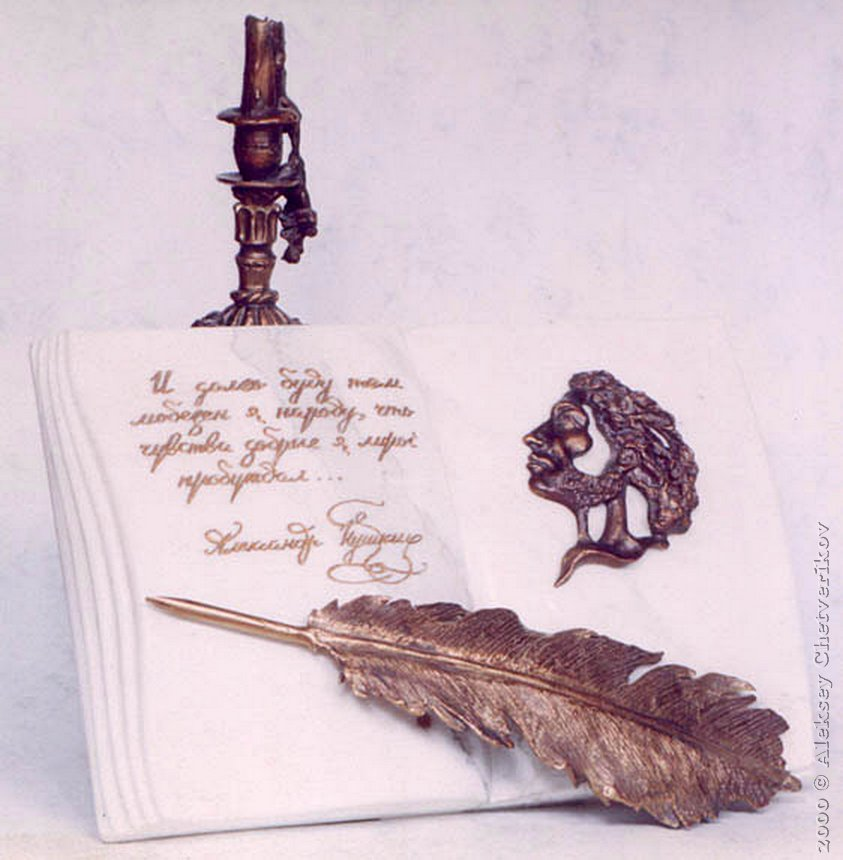 И долго буду тем
любезен я народу, что
чувства добрые я лирой
пробуждал...
Александр Пушкин
2000 © Aleksey Chetverikov